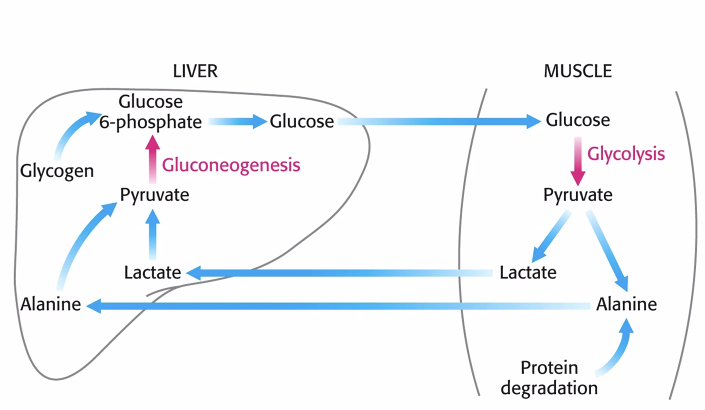 LIVER
MUSCLE
Glucose
6-phosphate
Glucose
Glucose
Glycogen
Gluconeogenesis
Glycolysis
Pyruvate
Pyruvate
Lactate
Lactate
Alanine
Alanine
Protein
degradation